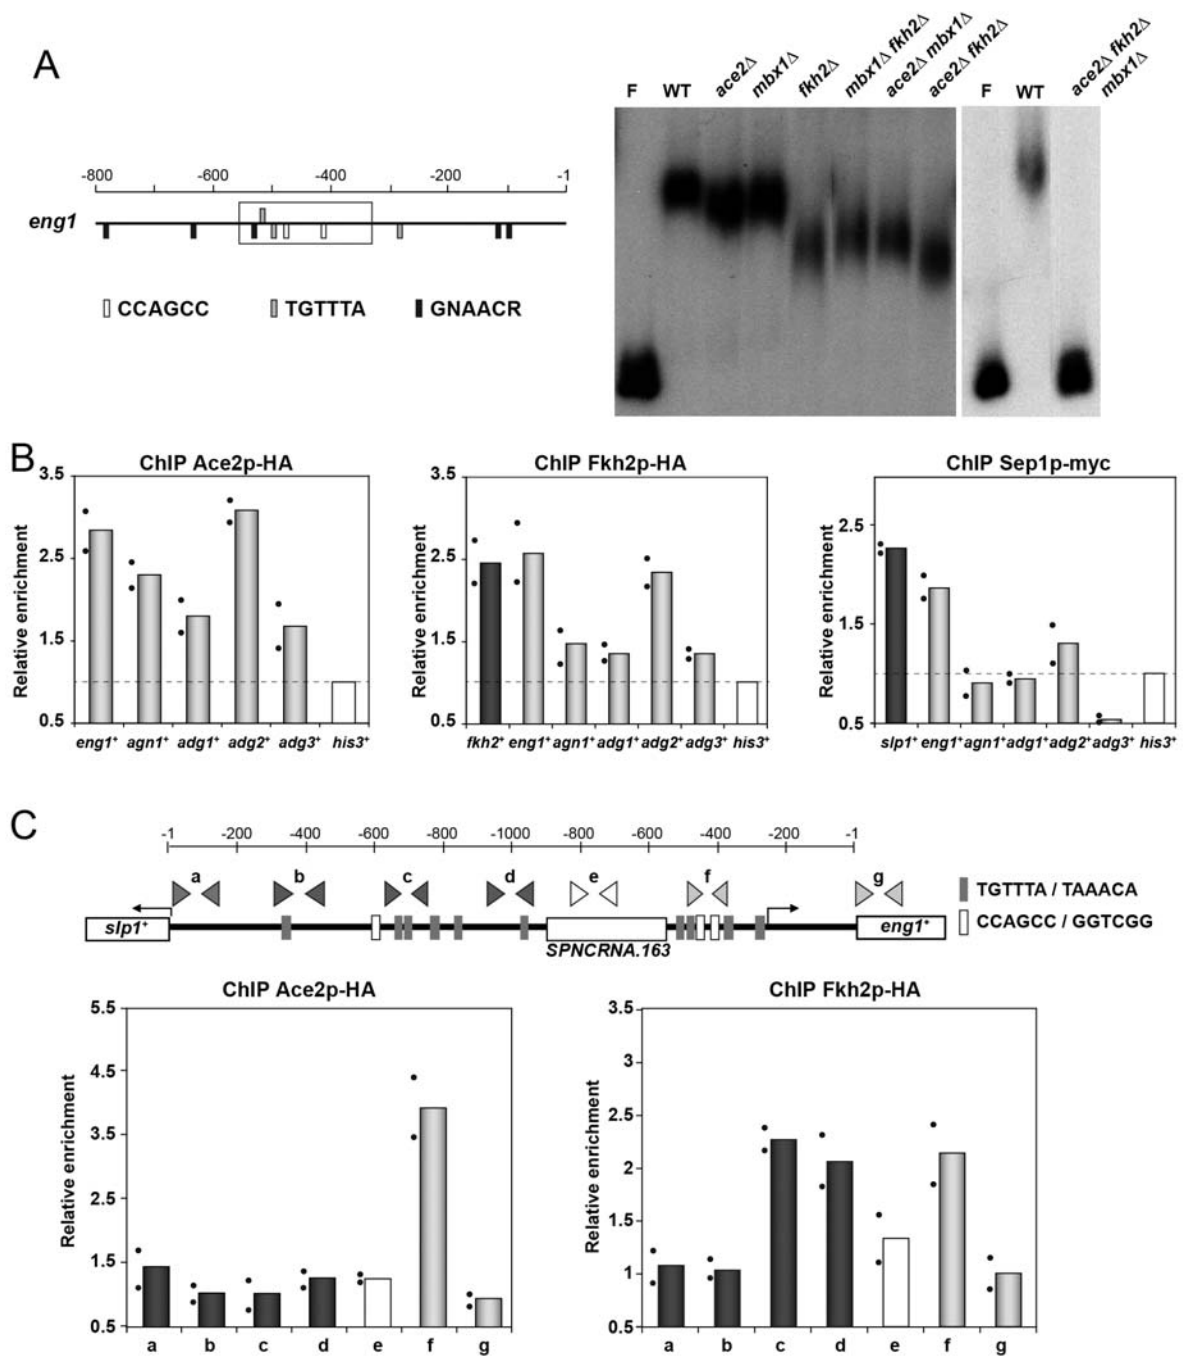 A
F WT ace2Δ mbx1Δ fkh2Δ mbx1Δ fkh2Δ ace2Δ mbx1Δ ace2Δ fkh2Δ
F WT ace2Δ fkh2Δ mbx1Δ
-800 -600 -400 -200 -1
eng1
CCAGCC TGTTTA GNAACR
B
ChIP Ace2p-HA
Relative enrichment
3.5
2.5
1.5
0.5
eng1+ agn1+ adg1+ adg2+ adg3+ his3+
ChIP Fkh2p-HA
Relative enrichment
3.5
2.5
1.5
0.5
fkh2+ eng1+ agn1+ adg1+ adg2+ adg3+ his3+
ChIP Sep1p-myc
Relative enrichment
2.5
1.5
0.5
slp1+ eng1+ agn1+ adg1+ adg2+ adg3+ his3+
C
-1 -200 -400 -600 -800 -1000 -800 -600 -400 -200 -1
a b c d e f g
TGTTTA / TAAACA
CCAGCC / GGTCGG
slp1+ SPNCRNA.163 eng1+
ChIP Ace2p-HA
Relative enrichment
5.5
4.5
3.5
2.5
1.5
0.5
a b c d e f g
ChIP Fkh2p-HA
Relative enrichment
3.5
3
2.5
2
1.5
1
0.5
a b c d e f g